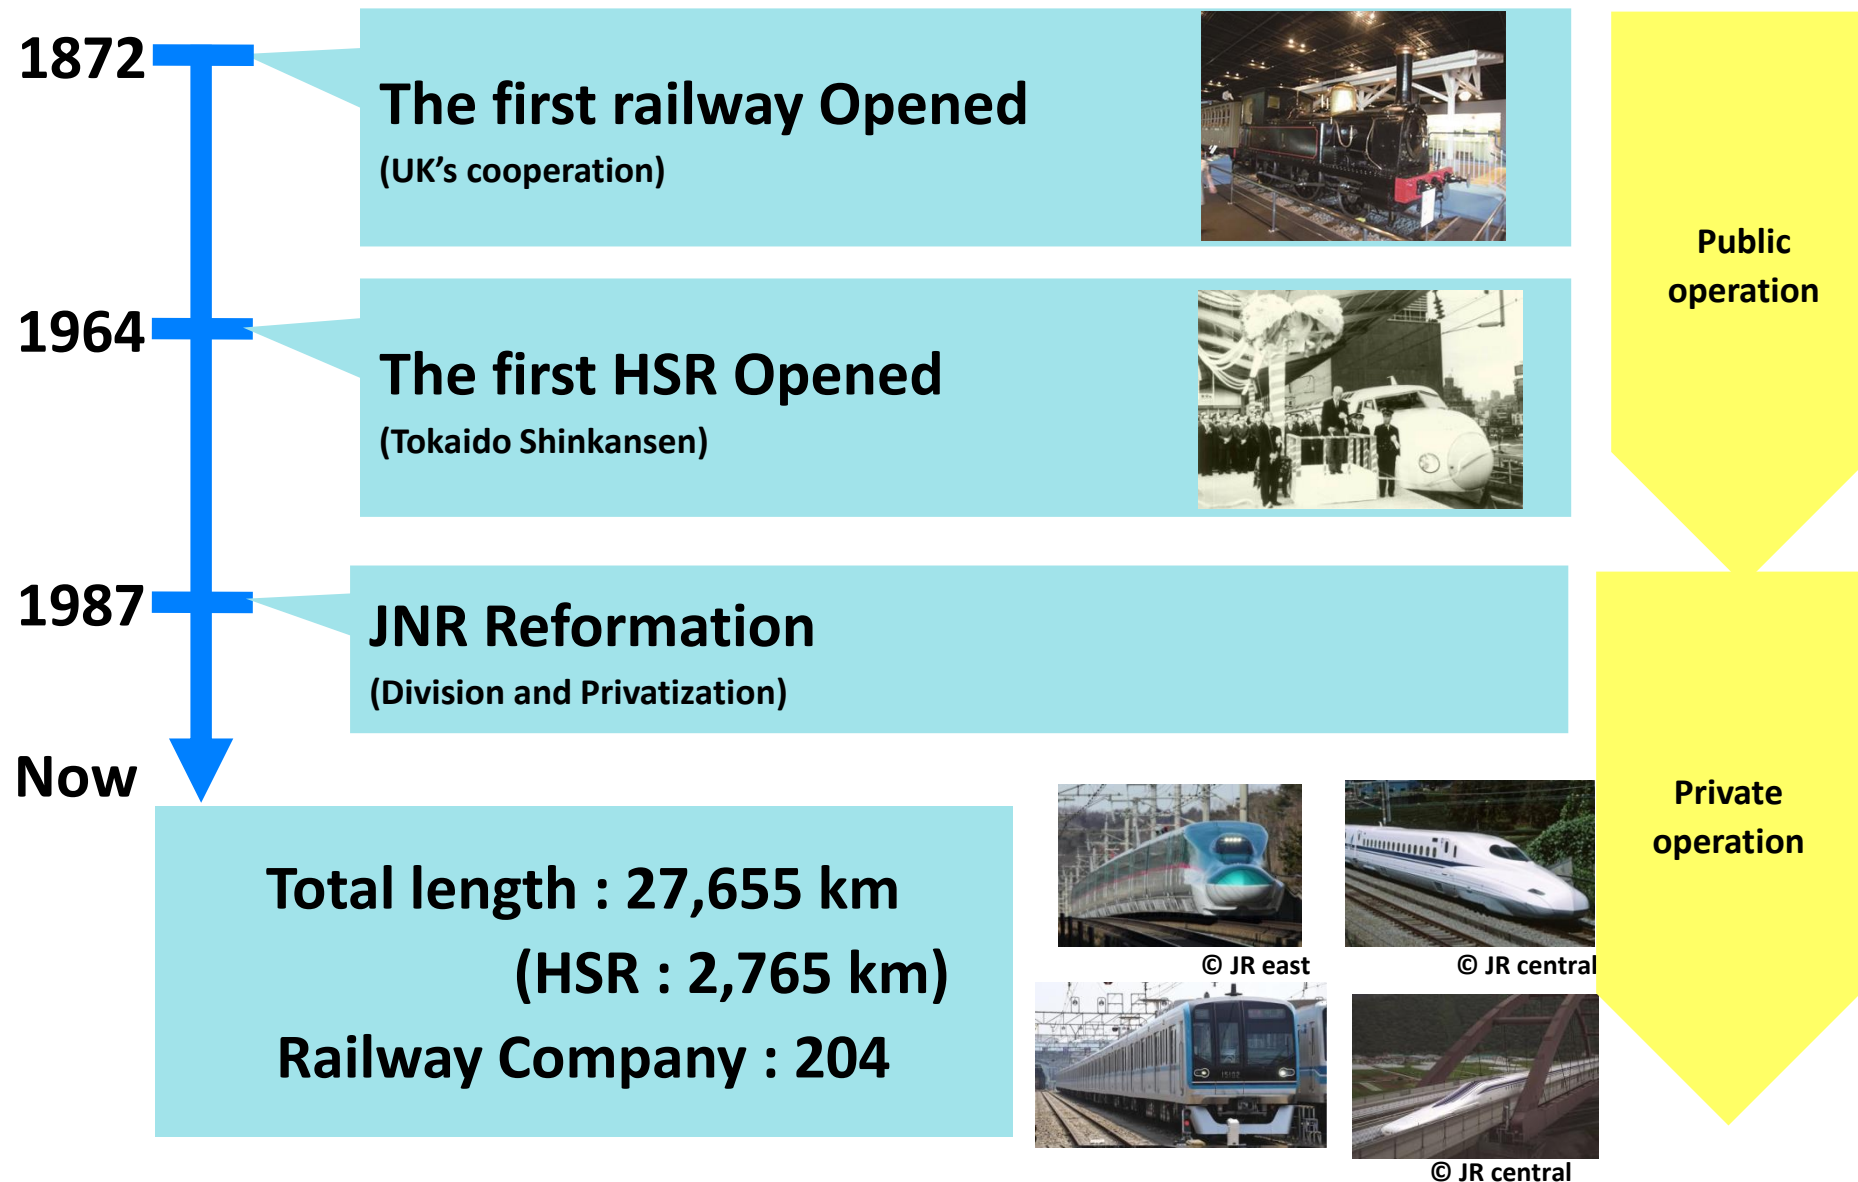 1872
The first railway Opened
(UK’s cooperation)
Public
operation
1964
The first HSR Opened
(Tokaido Shinkansen)
1987
JNR Reformation
(Division and Privatization)
Now
Private
operation
Total length : 27,655 km
(HSR : 2,765 km)
Railway Company : 204
© JR east
© JR central
© JR central